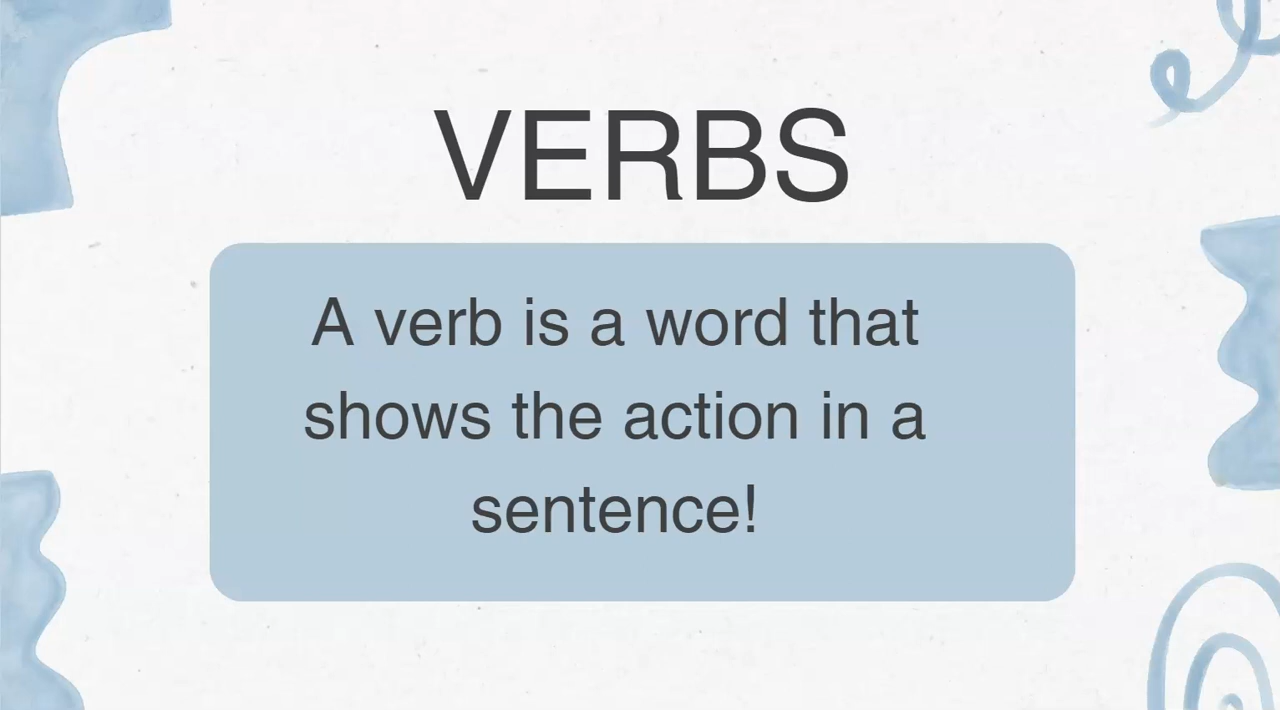 VERBS
A verb is a word that
shows the action in a
sentence!